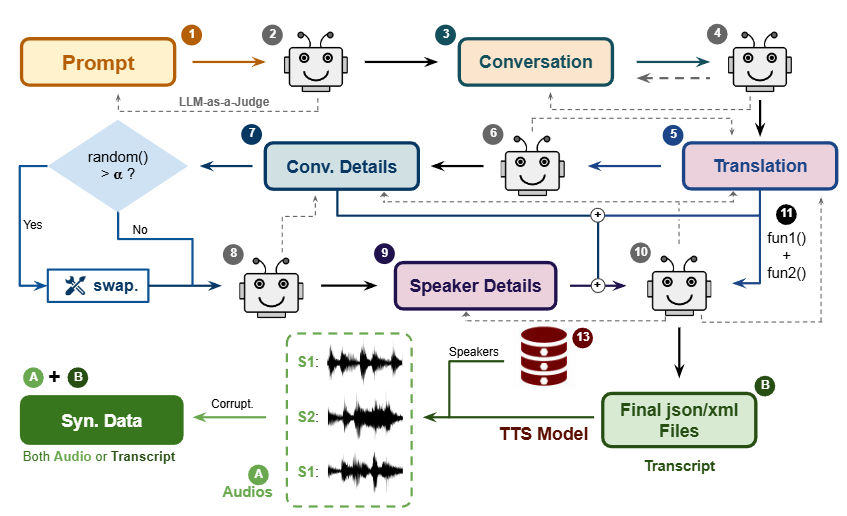 1
2
3
4
Prompt
Conversation
LLM-as-a-Judge
7
6
5
random()
> α ?
Conv. Details
Translation
11
Yes
No
fun1()
+
fun2()
8
9
10
+
+
swap.
Speaker Details
S1:
Speakers
13
A + B
Corrupt.
S2:
B
Syn. Data
Final json/xml
Files
TTS Model
Both Audio or Transcript
S1:
A
Audios
Transcript